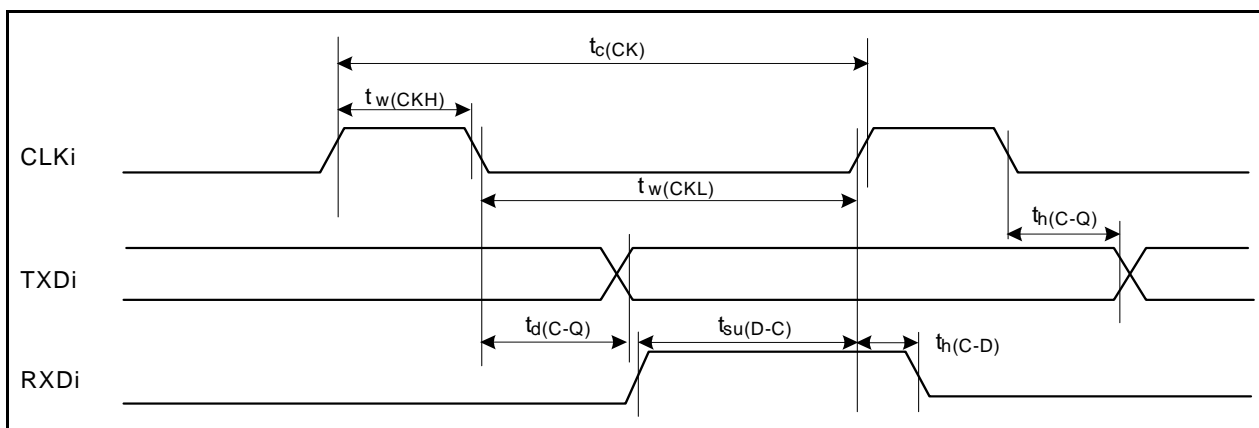 tc(CK)
tw(CKH)
CLKi
tw(CKL)
th(C-Q)
TXDi
td(C-Q)
tsu(D-C)
th(C-D)
RXDi